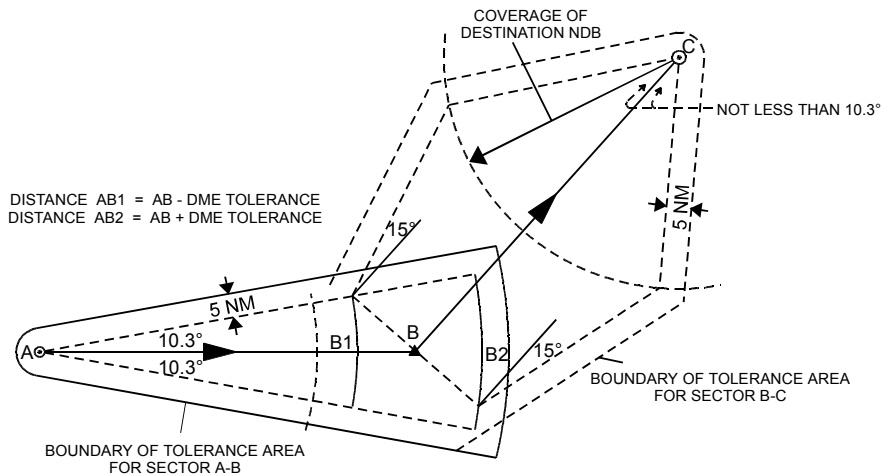 COVERAGE OF
DESTINATION NDB
C
NOT LESS THAN 10.3°
DISTANCE AB1 = AB - DME TOLERANCE
DISTANCE AB2 = AB + DME TOLERANCE
5 NM
15°
5 NM
10.3°
A
B1
B
B2
15°
10.3°
BOUNDARY OF TOLERANCE AREA
FOR SECTOR B-C
BOUNDARY OF TOLERANCE AREA
FOR SECTOR A-B